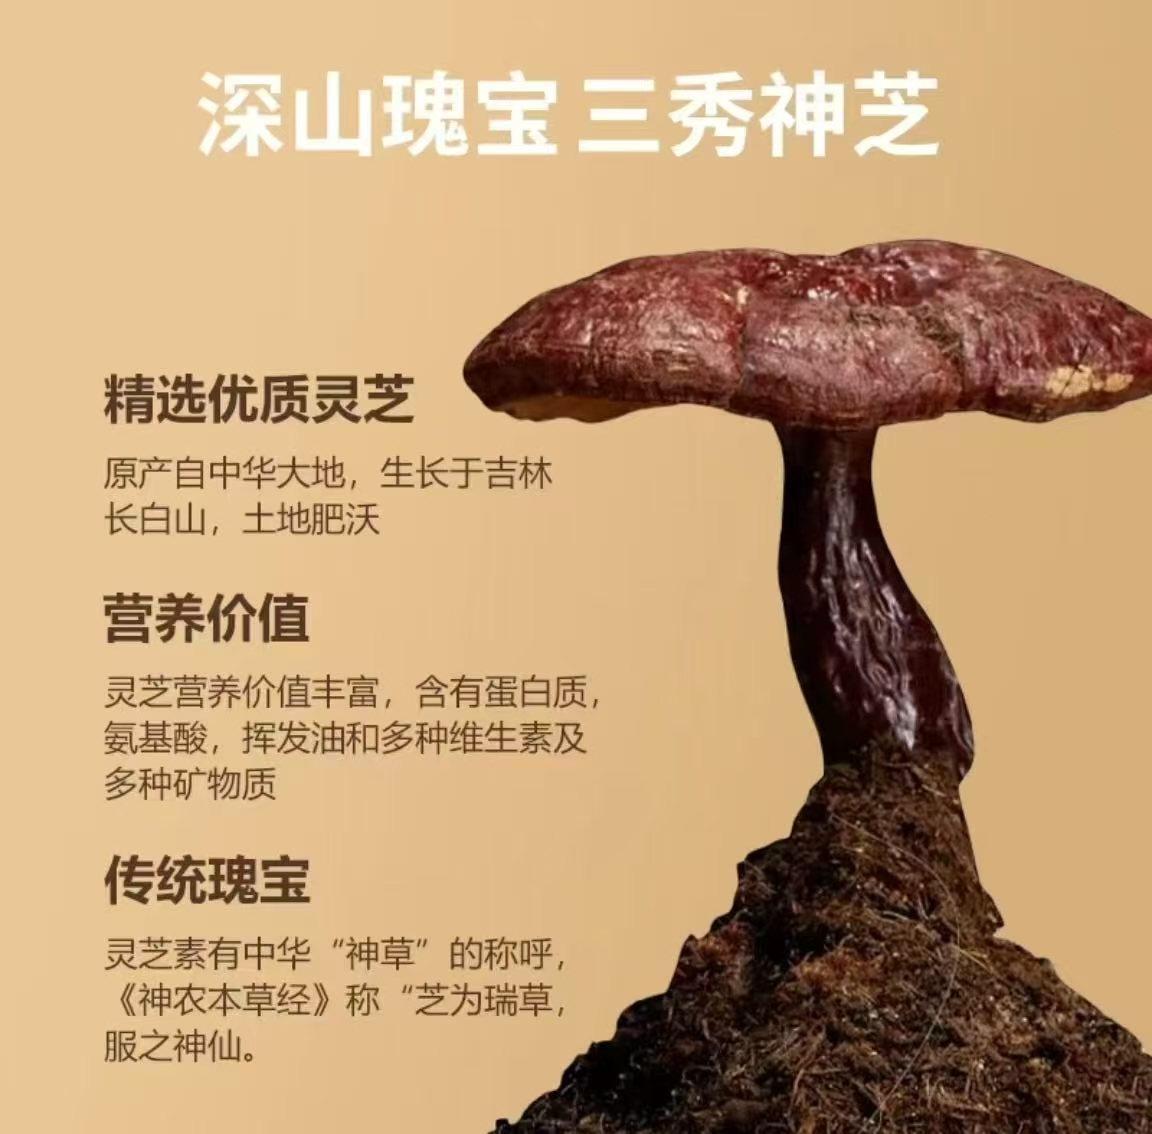 深山瑰宝三秀神芝
精选优质灵芝
原产自中华大地，生长于吉林
长白山，土地肥沃
营养价值
灵芝营养价值丰富，含有蛋白质，
氨基酸，挥发油和多种维生素及
多种矿物质
传统瑰宝
灵芝素有中华“神草”的称呼，
《神农本草经》称“芝为瑞草，
服之神仙。